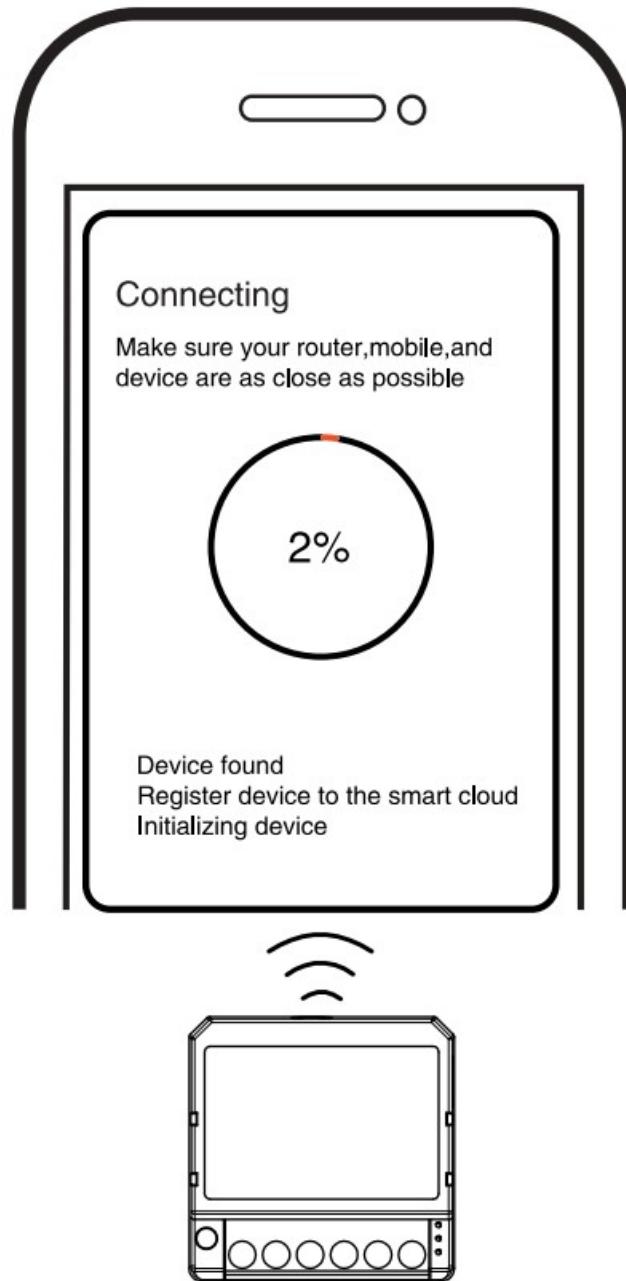 Connecting
Make sure your router,mobile,and
device are as close as possible
2%
Device found
Register device to the smart cloud
Initializing device